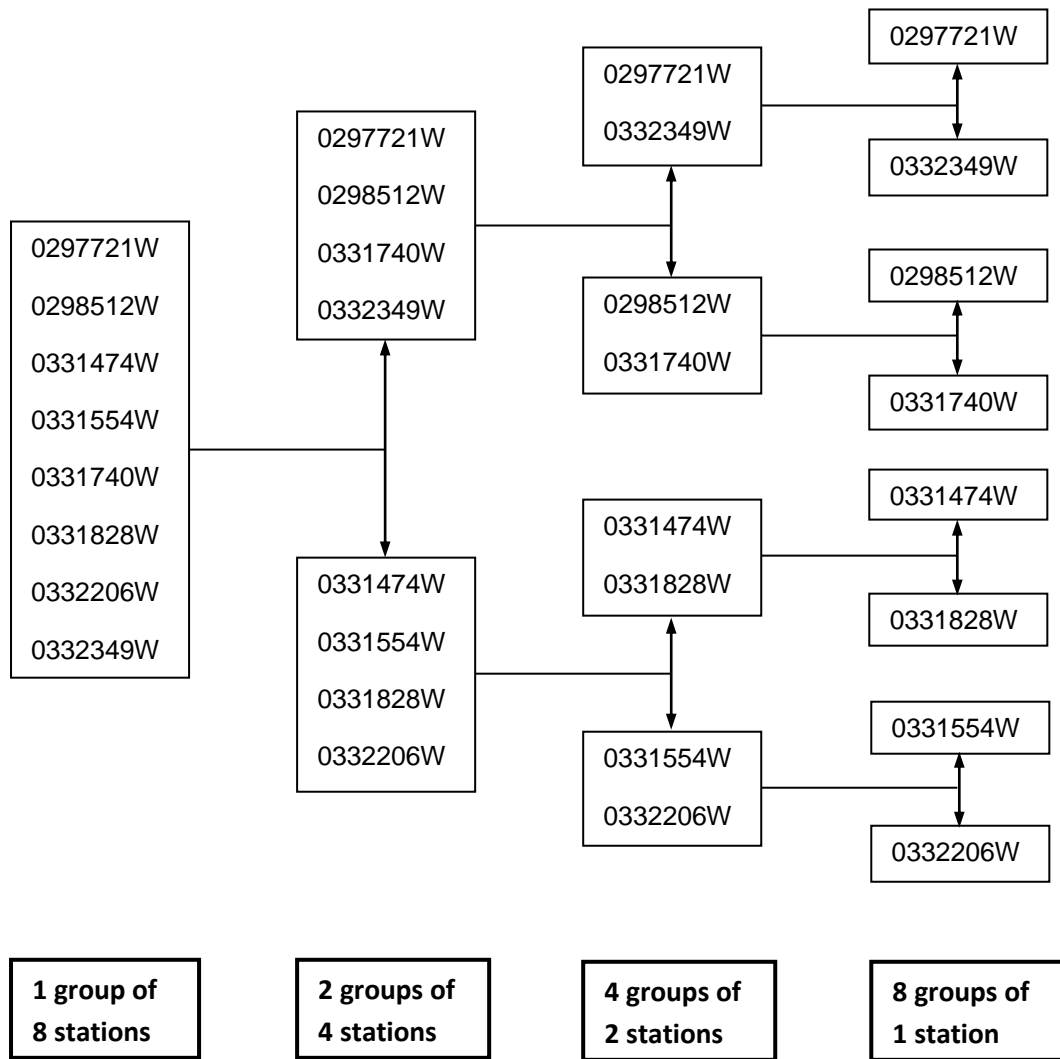 0297721W
0298512W
0331474W
0331554W
0331740W
0331828W
0332206W
0332349W
0297721W
0298512W
0331740W
0332349W
0331474W
0331554W
0331828W
0332206W
0297721W
0332349W
0298512W
0331740W
0331474W
0331828W
0331554W
0332206W
0297721W
0332349W
0298512W
0331740W
0331474W
0331828W
0331554W
0332206W
1 group of
8 stations
2 groups of
4 stations
4 groups of
2 stations
8 groups of
1 station